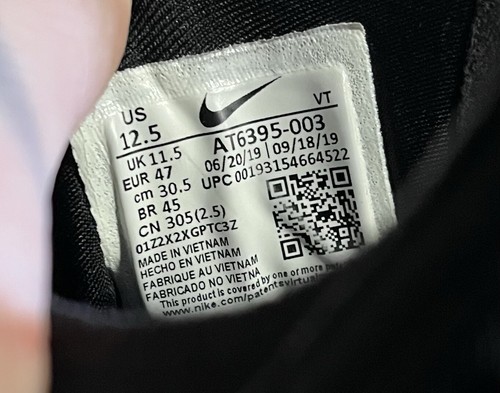 US
12.5
VT
UK 11.5
AT6395-003
EUR 47
06/20/19 | 09/18/19
cm 30.5
UPC 00193154664522
BR 45
CN 305(2.5)
01Z2X2XGPTC3Z
MADE IN VIETNAM
HECHO EN VIETNAM
FABRIQUE AU VIETNAM
FABRICADO NO VIETNA
This product is covered by one or more
www.nike.com/patentsvirtual